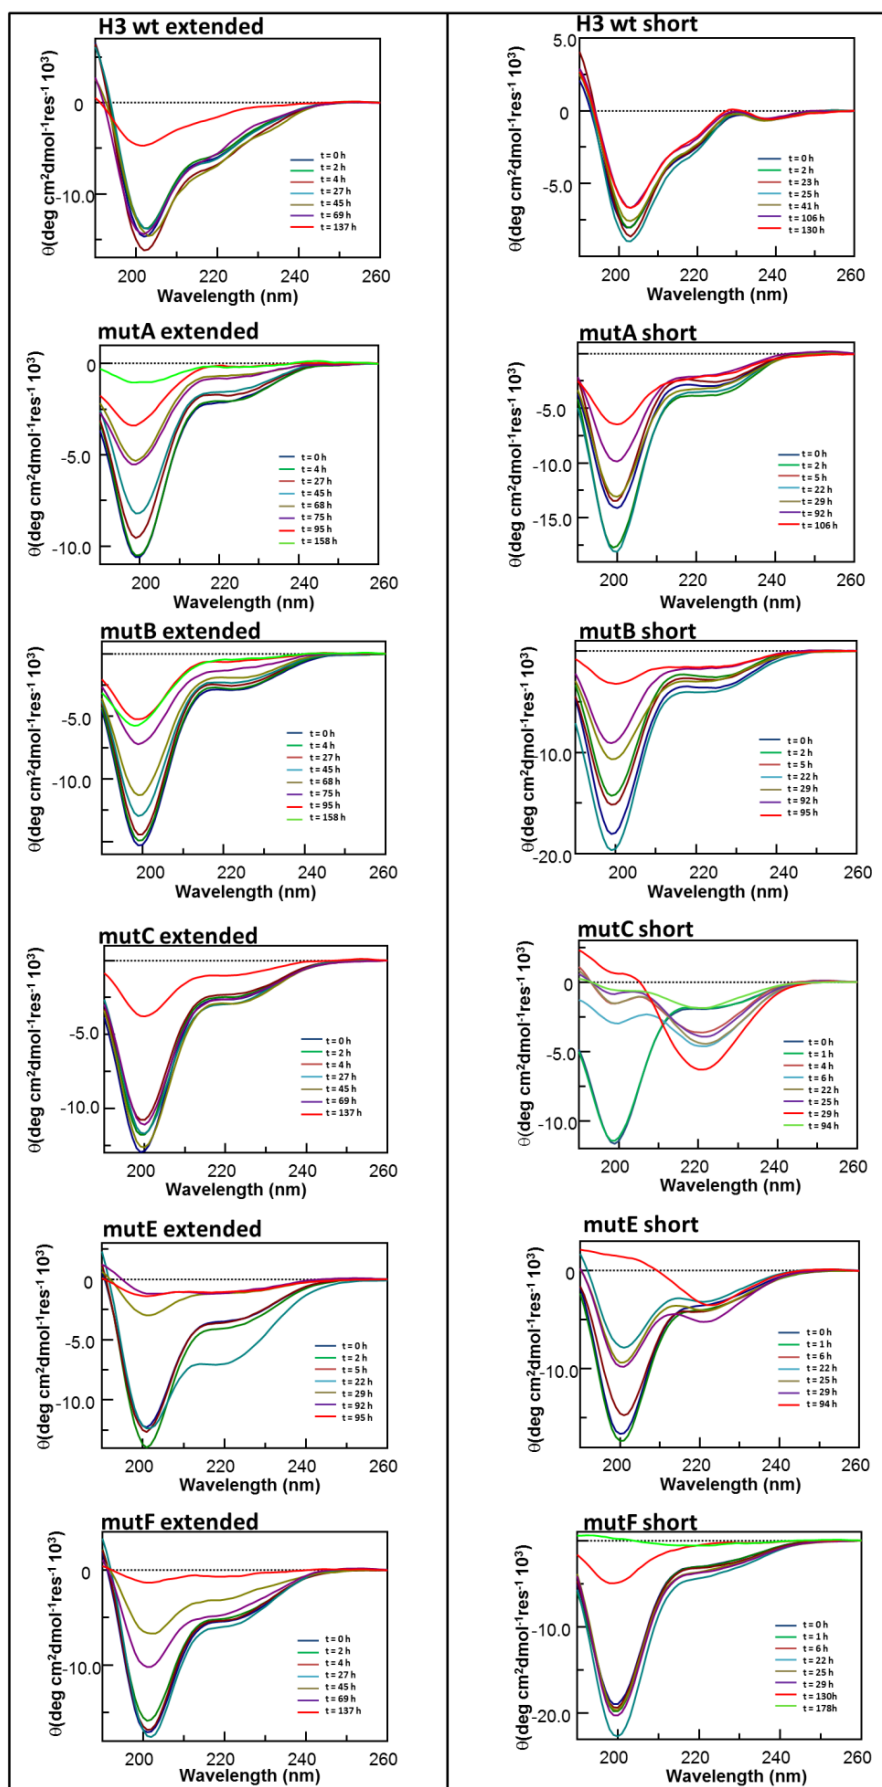 H3 wt extended
θ(deg cm²dmol⁻¹res⁻¹ 10³)
0
-10.0
t = 0 h
t = 2 h
t = 4 h
t = 27 h
t = 45 h
t = 69 h
t = 137 h
200 220 240 260
Wavelength (nm)
H3 wt short
θ(deg cm²dmol⁻¹res⁻¹ 10³)
5.0
0
-5.0
t = 0 h
t = 2 h
t = 23 h
t = 25 h
t = 41 h
t = 106 h
t = 130 h
200 220 240 260
Wavelength (nm)
mutA extended
θ(deg cm²dmol⁻¹res⁻¹ 10³)
0
-5.0
-10.0
t = 0 h
t = 4 h
t = 27 h
t = 45 h
t = 68 h
t = 75 h
t = 95 h
t = 158 h
200 220 240 260
Wavelength (nm)
mutA short
θ(deg cm²dmol⁻¹res⁻¹ 10³)
-5.0
-10.0
-15.0
t = 0 h
t = 2 h
t = 5 h
t = 22 h
t = 29 h
t = 92 h
t = 106 h
200 220 240 260
Wavelength (nm)
mutB extended
θ(deg cm²dmol⁻¹res⁻¹ 10³)
0
-5.0
-10.0
t = 0 h
t = 4 h
t = 27 h
t = 45 h
t = 68 h
t = 75 h
t = 95 h
t = 158 h
200 220 240 260
Wavelength (nm)
mutB short
θ(deg cm²dmol⁻¹res⁻¹ 10³)
0
-10.0
-20.0
t = 0 h
t = 2 h
t = 5 h
t = 22 h
t = 29 h
t = 92 h
t = 95 h
200 220 240 260
Wavelength (nm)
mutC extended
θ(deg cm²dmol⁻¹res⁻¹ 10³)
0
-5.0
-10.0
t = 0 h
t = 2 h
t = 4 h
t = 27 h
t = 45 h
t = 69 h
t = 137 h
200 220 240 260
Wavelength (nm)
mutC short
θ(deg cm²dmol⁻¹res⁻¹ 10³)
0
-5.0
-10.0
t = 0 h
t = 1 h
t = 4 h
t = 6 h
t = 22 h
t = 25 h
t = 29 h
t = 94 h
200 220 240 260
Wavelength (nm)
mutE extended
θ(deg cm²dmol⁻¹res⁻¹ 10³)
0
-5.0
-10.0
t = 0 h
t = 2 h
t = 5 h
t = 22 h
t = 29 h
t = 92 h
t = 95 h
200 220 240 260
Wavelength (nm)
mutE short
θ(deg cm²dmol⁻¹res⁻¹ 10³)
0
-10.0
t = 0 h
t = 1 h
t = 6 h
t = 22 h
t = 25 h
t = 29 h
t = 94 h
200 220 240 260
Wavelength (nm)
mutF extended
θ(deg cm²dmol⁻¹res⁻¹ 10³)
0
-10.0
t = 0 h
t = 2 h
t = 4 h
t = 27 h
t = 45 h
t = 69 h
t = 137 h
200 220 240 260
Wavelength (nm)
mutF short
θ(deg cm²dmol⁻¹res⁻¹ 10³)
0
-10.0
-20.0
t = 0 h
t = 1 h
t = 6 h
t = 22 h
t = 25 h
t = 29 h
t = 130h
t = 178h
200 220 240 260
Wavelength (nm)